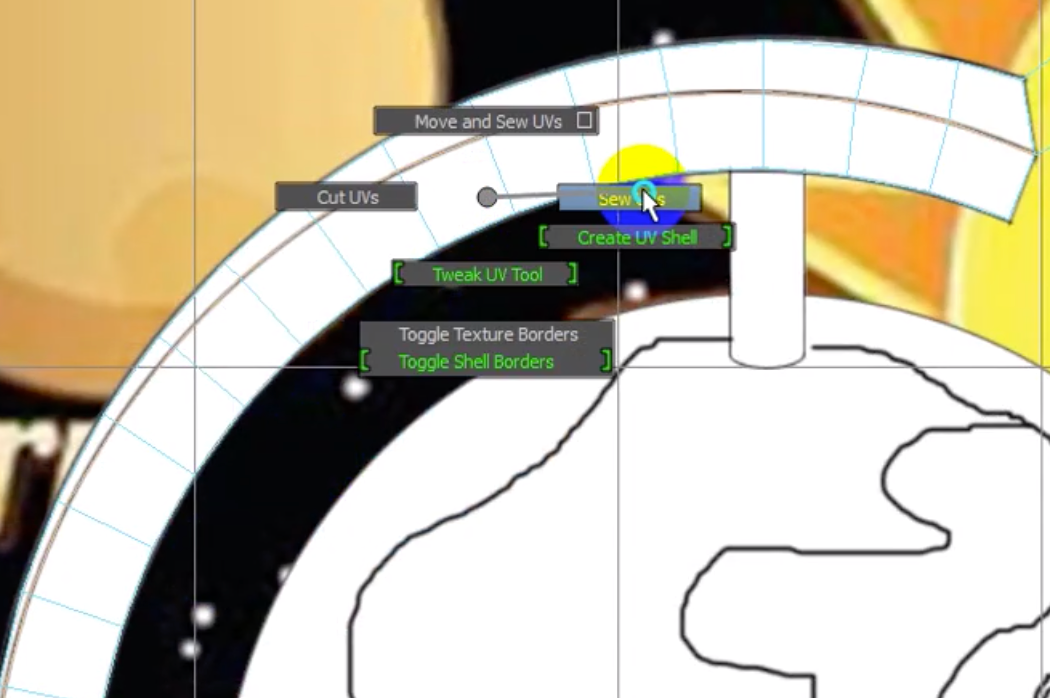 Move and Sew UVs
Cut UVs
Sew UVs
Create UV Shell
Tweak UV Tool
Toggle Texture Borders
Toggle Shell Borders